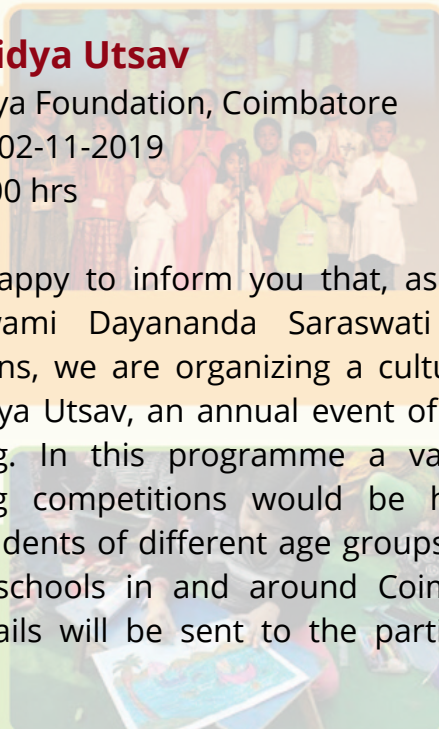 idya Utsav
ya Foundation, Coimbatore
02-11-2019
00 hrs
appy to inform you that, as
wami Dayananda Saraswati
ns, we are organizing a cultu
ya Utsav, an annual event of
g. In this programme a va
g competitions would be h
dents of different age groups
schools in and around Coin
ails will be sent to the parti